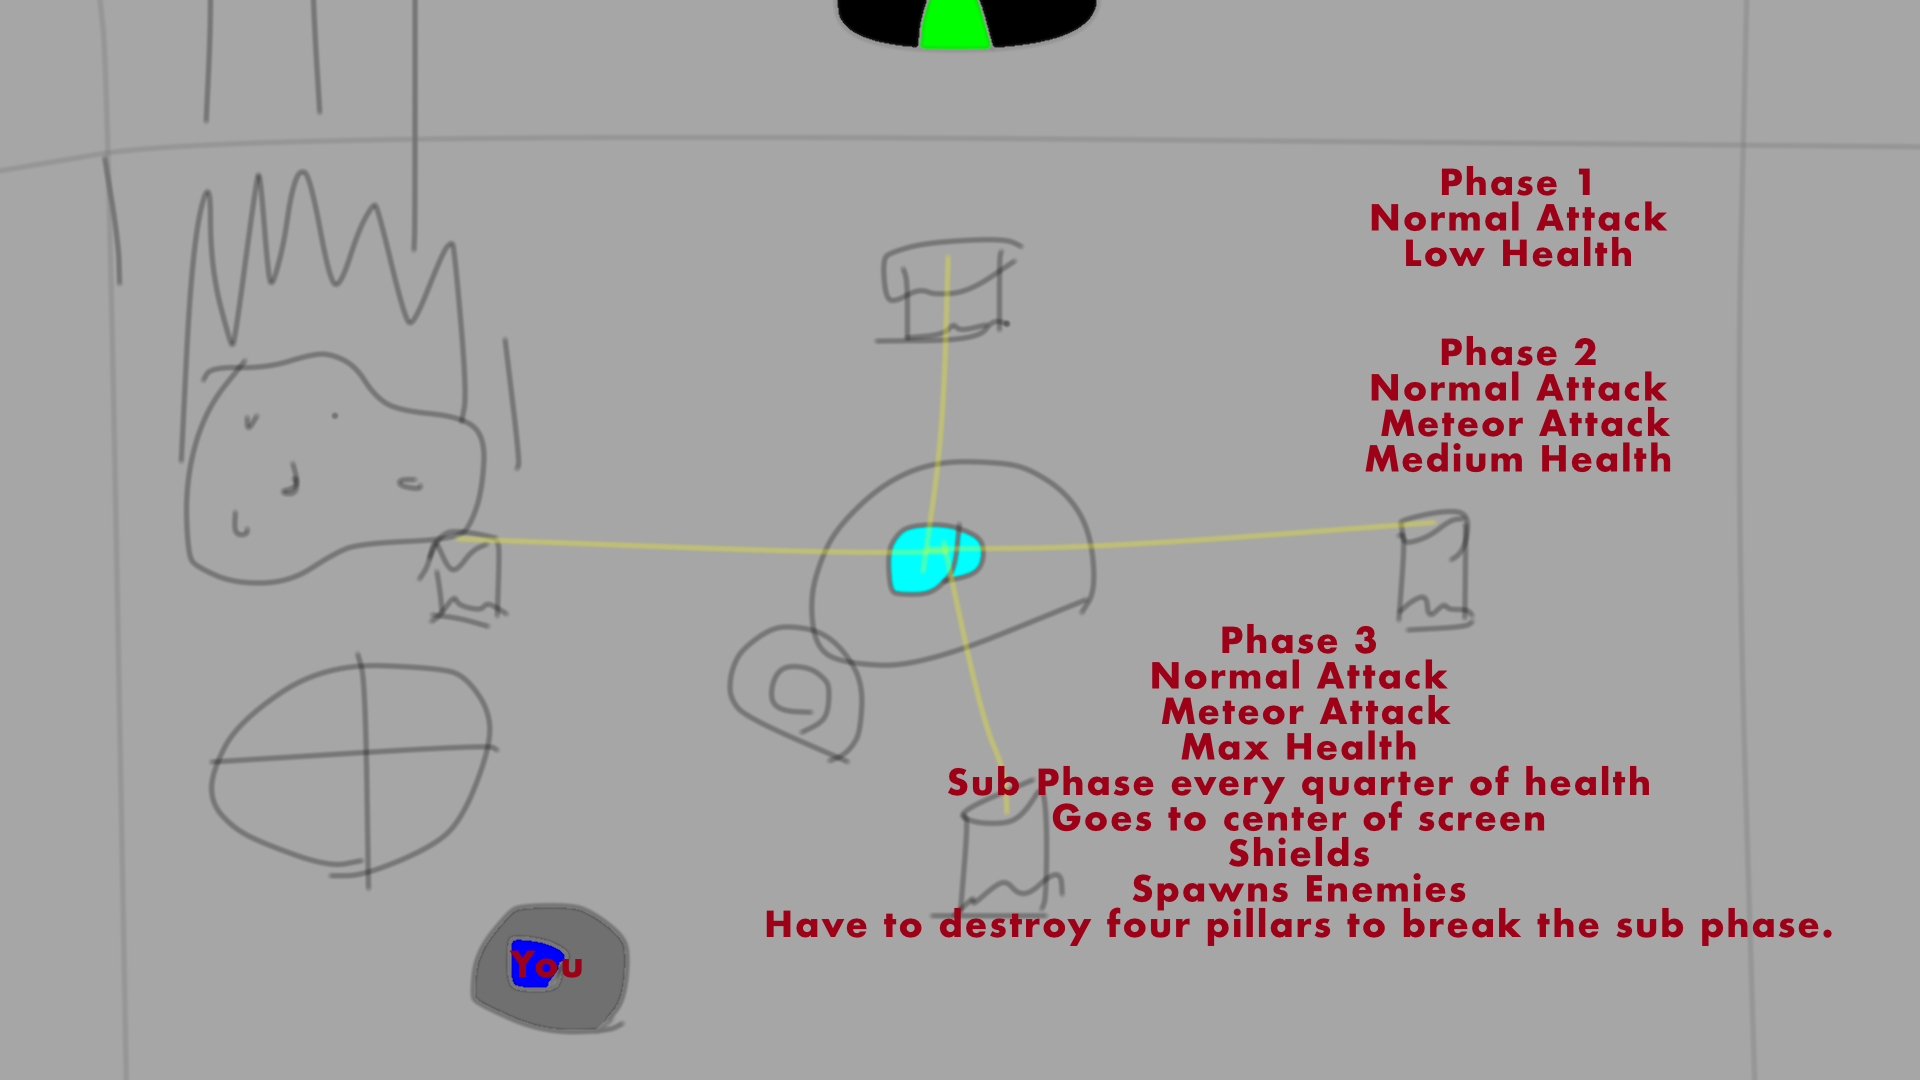 Phase 1
Normal Attack
Low Health
Phase 2
Normal Attack
Meteor Attack
Medium Health
Phase 3
Normal Attack
Meteor Attack
Max Health
Sub Phase every quarter of health
Goes to center of screen
Shields
Spawns Enemies
Have to destroy four pillars to break the sub phase.
You